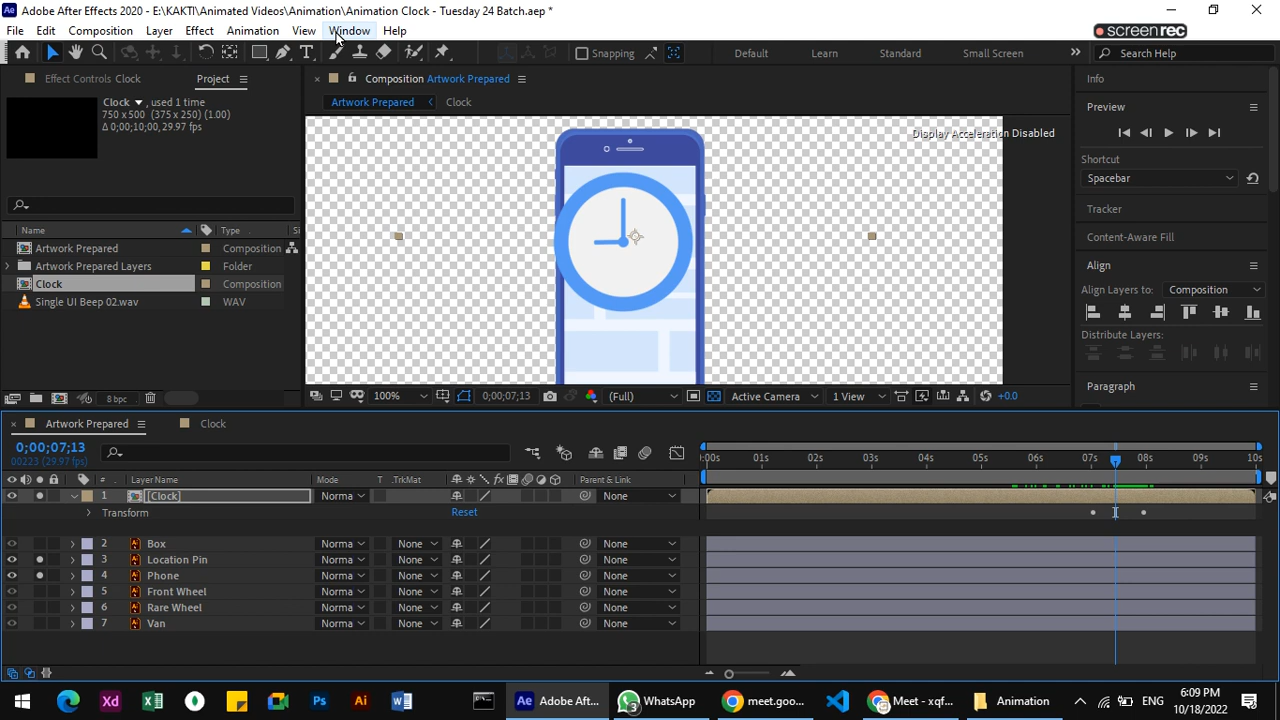 Adobe After Effects 2020 - E:\KAKTI\Animated Videos\Animation\Animation Clock - Tuesday 24 Batch.aep *
File Edit Composition Layer Effect Animation View Window Help
screenrec
Snapping Default Learn Standard Small Screen Search Help
Effect Controls Clock Project
Clock , used 1 time
750 x 500 (375 x 250) (1.00)
Δ 0;00;10;00, 29.97 fps
Name Type Si
Artwork Prepared Composition
Artwork Prepared Layers Folder
Clock Composition
Single UI Beep 02.wav WAV
8 bpc
Composition Artwork Prepared
Artwork Prepared Clock
Display Acceleration Disabled
100% 0;00;07;13 (Full) Active Camera 1 View +0.0
Info
Preview
Shortcut
Spacebar
Tracker
Content-Aware Fill
Align
Align Layers to: Composition
Distribute Layers:
Paragraph
Artwork Prepared Clock
0;00;07;13
00223 (29.97 fps)
:00s 01s 02s 03s 04s 05s 06s 07s 08s 09s 10s
# Layer Name Mode T .TrkMat Parent & Link
1 [Clock] Norma None
Transform Reset
2 Box Norma None None
3 Location Pin Norma None None
4 Phone Norma None None
5 Front Wheel Norma None None
6 Rare Wheel Norma None None
7 Van Norma None None
Xd Ps Ai Ae Adobe Aft... 3 WhatsApp meet.goo... Meet - xqf... Animation ENG 6:09 PM
10/18/2022